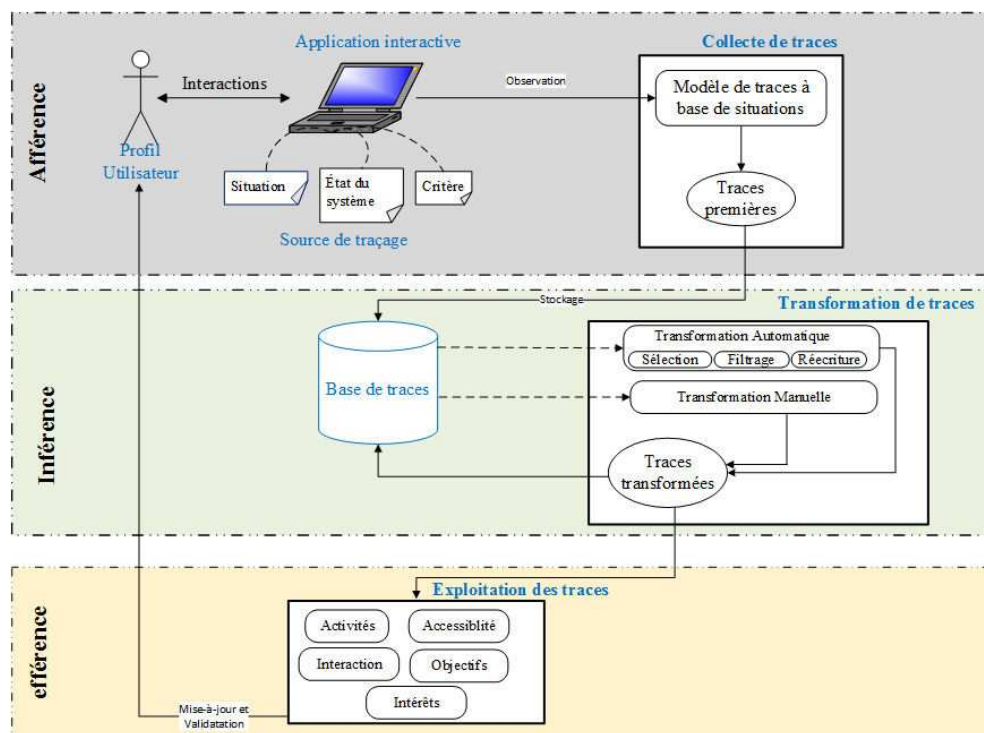 Afférence
Application interactive
Collecte de traces
Interactions
Observation
Modèle de traces à
base de situations
Profil
Utilisateur
Situation
État du
système
Critère
Source de traçage
Traces
premières
Inférence
Stockage
Transformation de traces
Base de traces
Transformation Automatique
Sélection
Filtrage
Réecriture
Transformation Manuelle
Traces
transformées
efférence
Exploitation des traces
Activités
Accessiblité
Interaction
Objectifs
Intérêts
Mise-à-jour et
Validatation